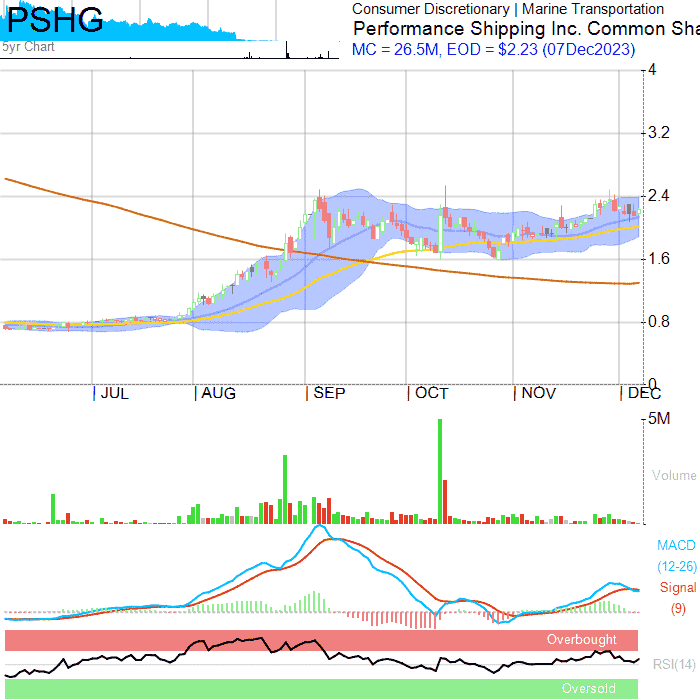 PSHG
5yr Chart
Consumer Discretionary | Marine Transportation
Performance Shipping Inc. Common Sha
MC = 26.5M, EOD = $2.23 (07Dec2023)
4
3.2
2.4
1.6
0.8
0
JUL AUG SEP OCT NOV DEC
5M
Volume
MACD
(12-26)
Signal
(9)
Overbought
RSI(14)
Oversold